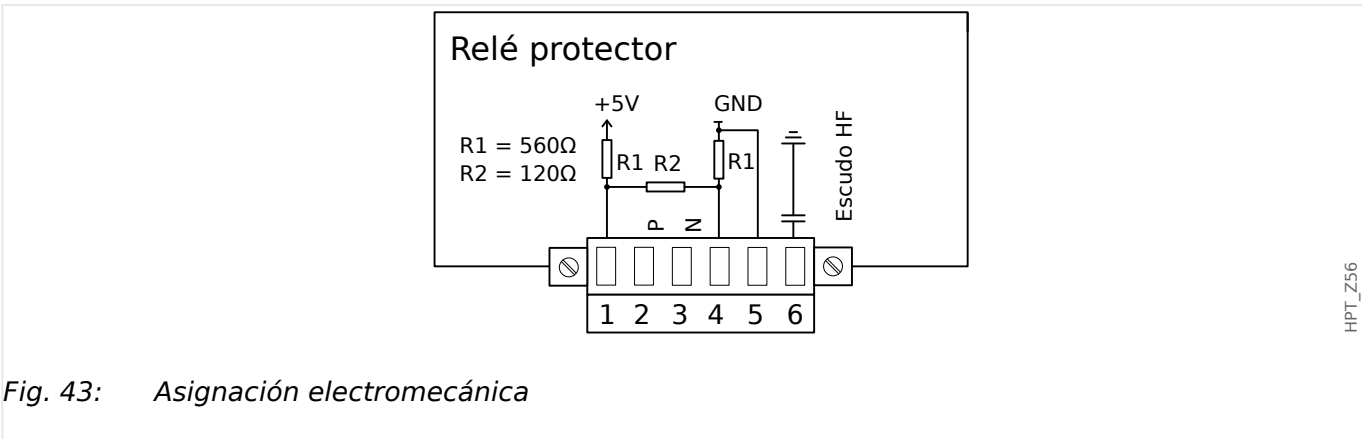 Relé protector
+5V
GND
R1 = 560Ω
R2 = 120Ω
R1
R2
R1
Escudo HF
P
N
1 2 3 4 5 6
HPT_Z56
Fig. 43: Asignación electromecánica